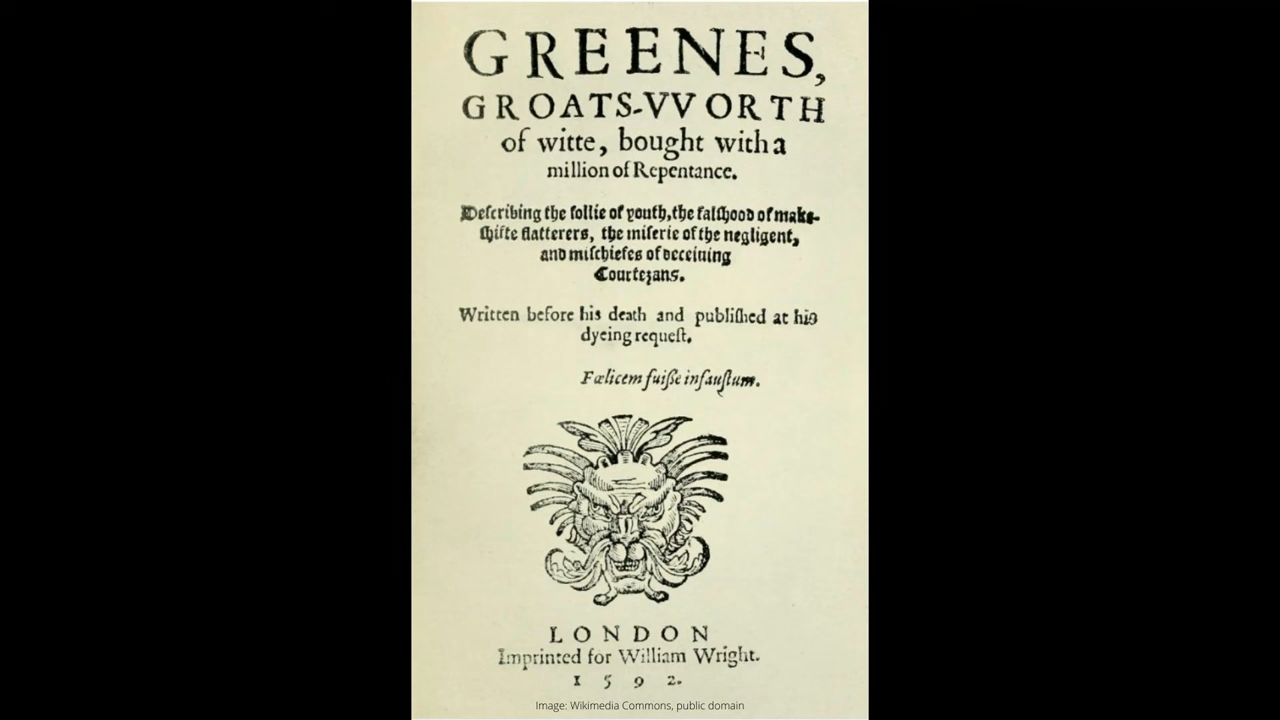 GREENES,
GROATS-VVORTH
of witte, bought with a
million of Repentance.
Deſcribing the follie of youth, the falſhood of make-
ſhifte flatterers, the miſerie of the negligent,
and miſchiefes of deceiuing
Courtezans.
Written before his death and publiſhed at his
dyeing requeſt.
Fœlicem fuiſſe infauſtum.
LONDON
Imprinted for William Wright.
1592.
Image: Wikimedia Commons, public domain